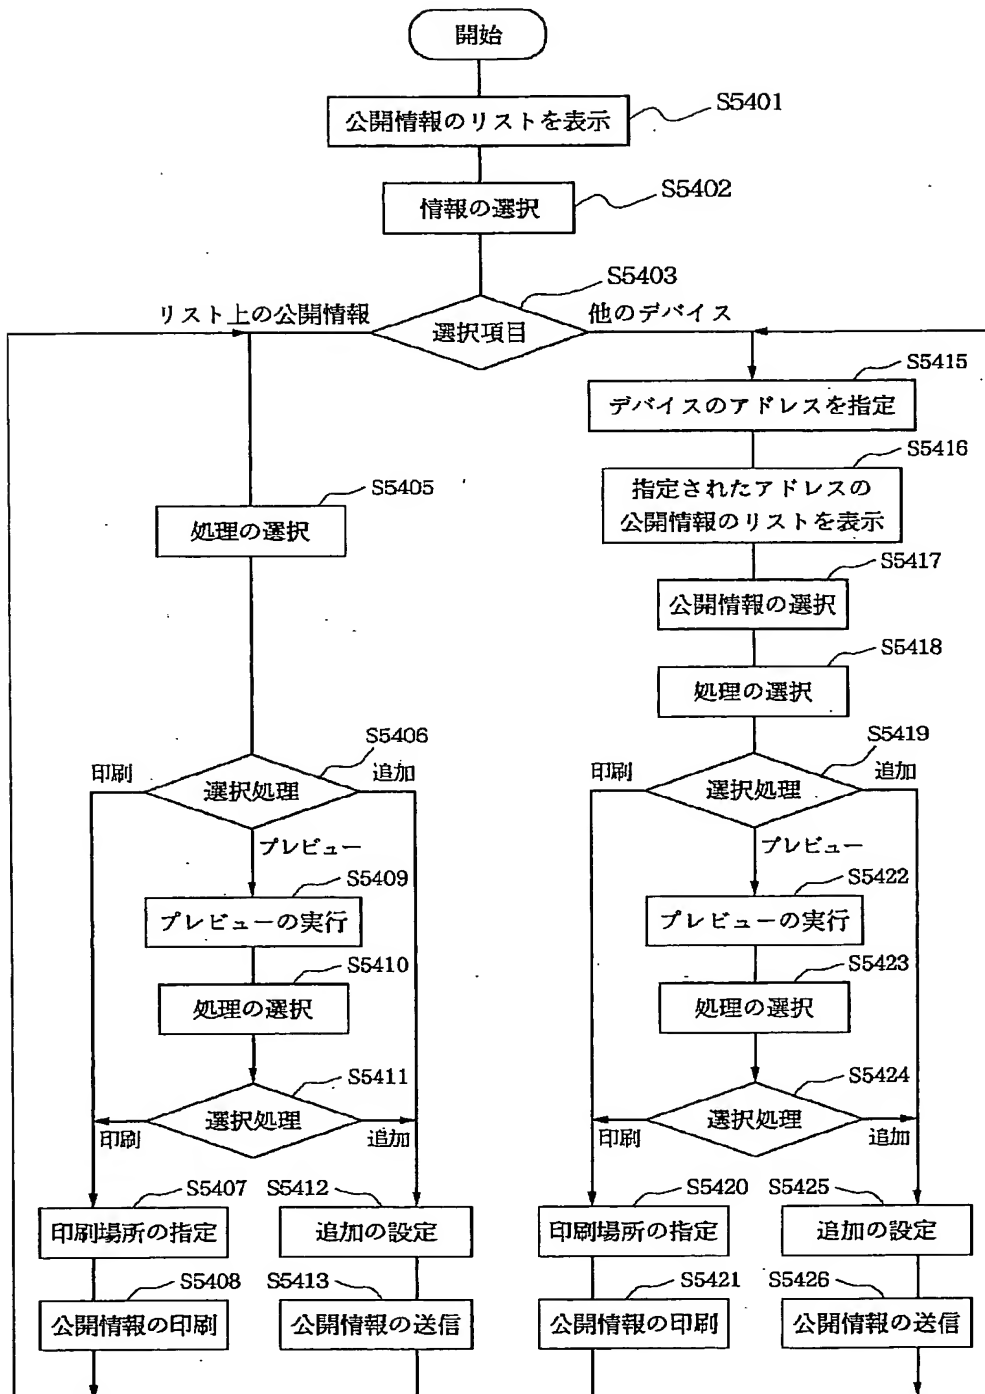 開始
公開情報のリストを表示
S5401
情報の選択
S5402
S5403
リスト上の公開情報
選択項目
他のデバイス
S5415
デバイスのアドレスを指定
S5416
指定されたアドレスの
公開情報のリストを表示
S5405
処理の選択
S5417
公開情報の選択
S5418
処理の選択
S5406
印刷
選択処理
追加
プレビュー
S5419
印刷
選択処理
追加
プレビュー
S5409
プレビューの実行
S5410
処理の選択
S5411
選択処理
印刷
追加
S5422
プレビューの実行
S5423
処理の選択
S5424
選択処理
印刷
追加
S5407
印刷場所の指定
S5412
追加の設定
S5408
公開情報の印刷
S5413
公開情報の送信
S5420
印刷場所の指定
S5425
追加の設定
S5421
公開情報の印刷
S5426
公開情報の送信